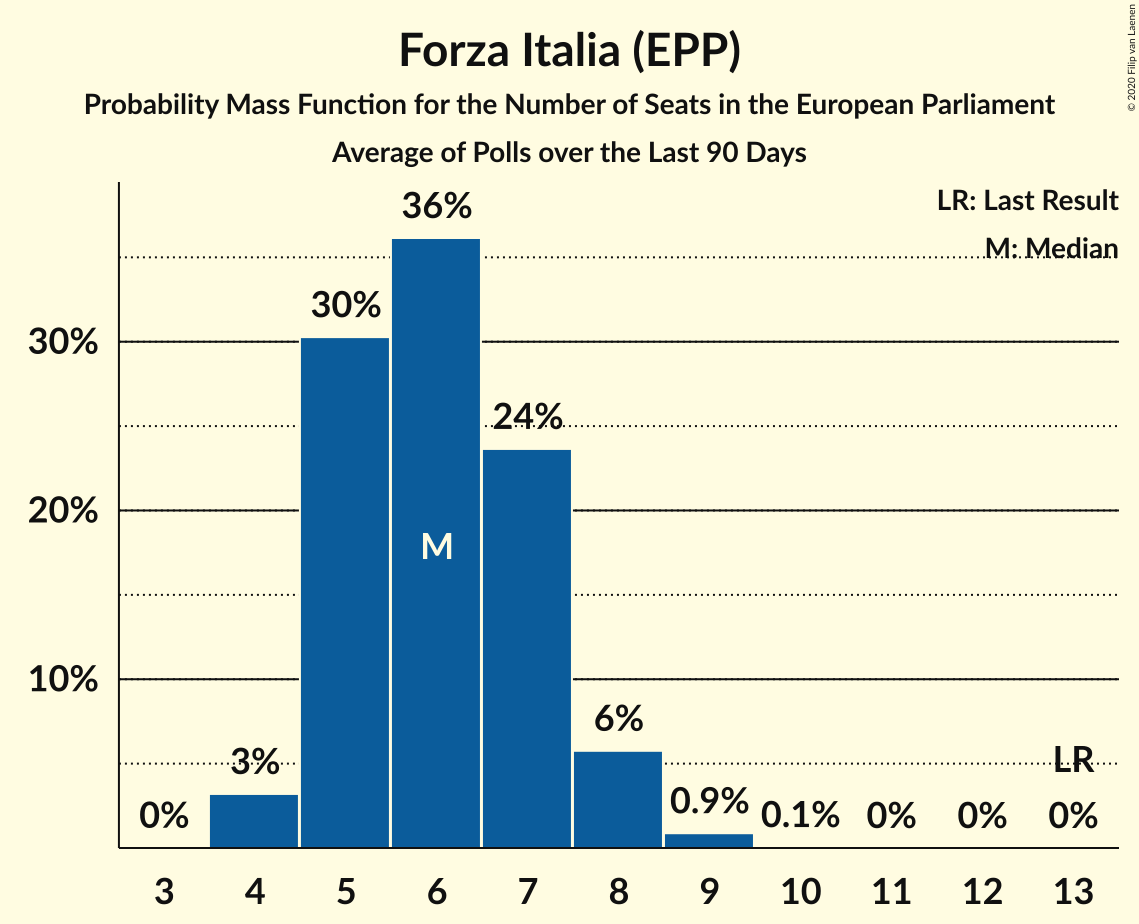 Forza Italia (EPP)
Probability Mass Function for the Number of Seats in the European Parliament
Average of Polls over the Last 90 Days
© 2020 Filip van Laenen
LR: Last Result
M: Median
30%
20%
10%
0%
3%
30%
36%
24%
6%
0.9%
0.1%
0%
0%
0%
M
LR
3 4 5 6 7 8 9 10 11 12 13